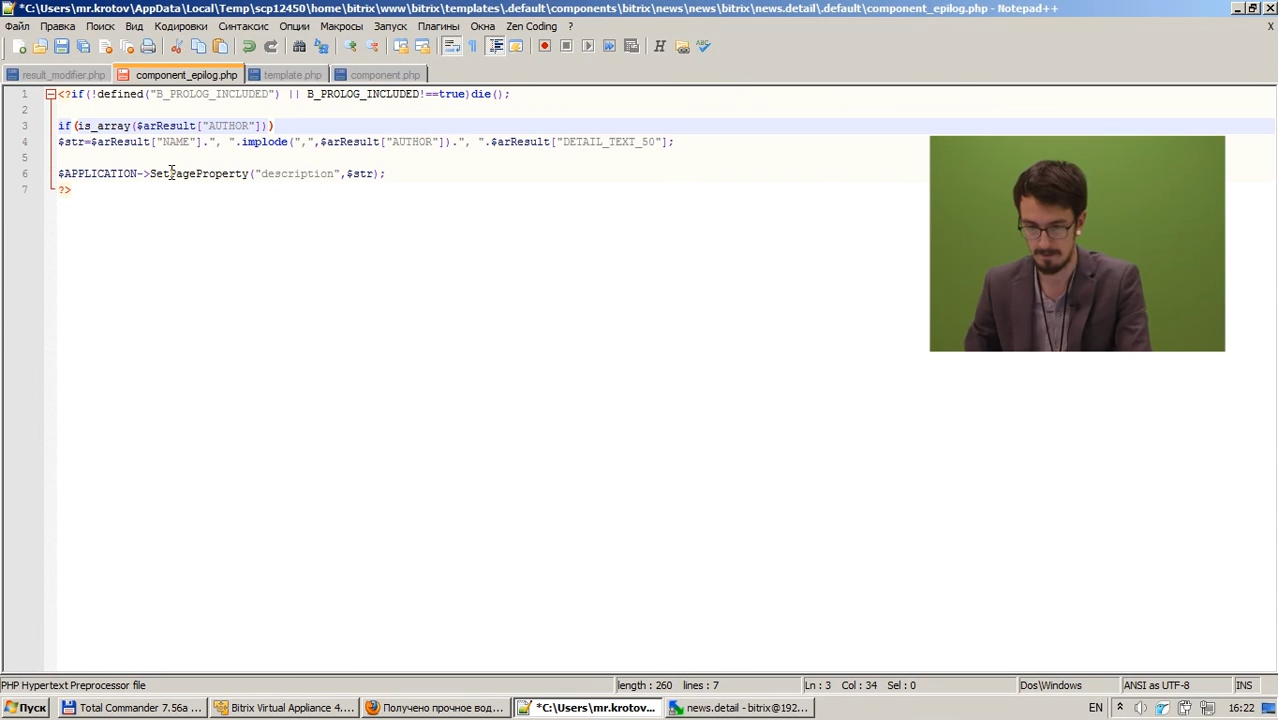 *C:\Users\mr.krotov\AppData\Local\Temp\scp12450\home\bitrix\www\bitrix\templates\.default\components\bitrix\news\news\bitrix\news.detail\.default\component_epilog.php - Notepad++
Файл Правка Поиск Вид Кодировки Синтаксис Опции Макросы Запуск Плагины Окна Zen Coding ? X
result_modifier.php component_epilog.php template.php component.php
1 <?if(!defined("B_PROLOG_INCLUDED") || B_PROLOG_INCLUDED!==true)die();
2
3 if(is_array($arResult["AUTHOR"]))
4 $str=$arResult["NAME"].", ".implode(",",$arResult["AUTHOR"]).", ".$arResult["DETAIL_TEXT_50"];
5
6 $APPLICATION->SetPageProperty("description",$str);
7 ?>
PHP Hypertext Preprocessor file length : 260 lines : 7 Ln : 3 Col : 34 Sel : 0 Dos\Windows ANSI as UTF-8 INS
Пуск Total Commander 7.56a ... Bitrix Virtual Appliance 4.... Получено прочное вод... *C:\Users\mr.krotov... news.detail - bitrix@192... EN 16:22